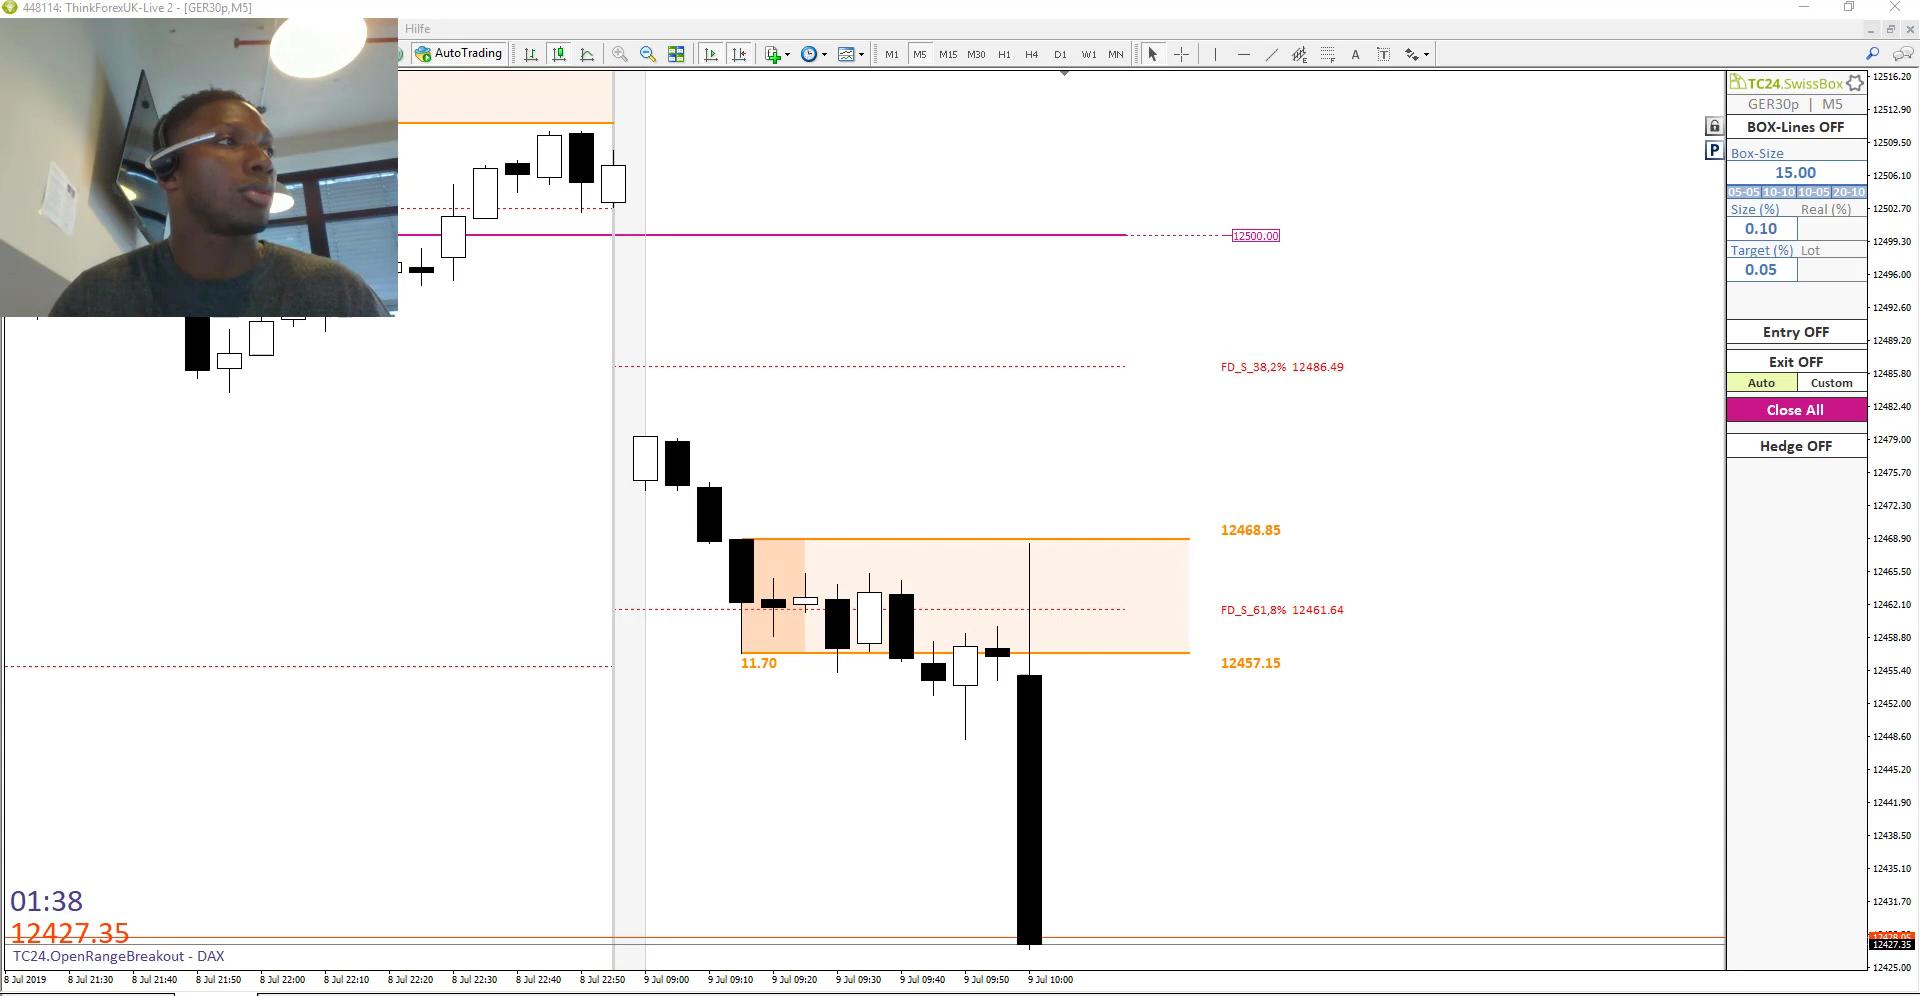 448114: ThinkForexUK-Live 2 - [GER30p,M5]
Hilfe
AutoTrading
M1 M5 M15 M30 H1 H4 D1 W1 MN
A T
TC24.SwissBox
GER30p | M5
BOX-Lines OFF
P
Box-Size
15.00
05-05 10-10 10-05 20-10
Size (%) Real (%)
0.10
Target (%) Lot
0.05
Entry OFF
Exit OFF
Auto Custom
Close All
Hedge OFF
12500.00
FD_S_38,2% 12486.49
12468.85
FD_S_61,8% 12461.64
11.70
12457.15
12516.20
12512.90
12509.50
12506.10
12502.70
12499.30
12496.00
12492.60
12489.20
12485.80
12482.40
12479.00
12475.70
12472.30
12468.90
12465.50
12462.10
12458.80
12455.40
12452.00
12448.60
12445.20
12441.90
12438.50
12435.10
12431.70
12428.05
12427.35
12425.00
01:38
12427.35
TC24.OpenRangeBreakout - DAX
8 Jul 2019 8 Jul 21:30 8 Jul 21:40 8 Jul 21:50 8 Jul 22:00 8 Jul 22:10 8 Jul 22:20 8 Jul 22:30 8 Jul 22:40 8 Jul 22:50 9 Jul 09:00 9 Jul 09:10 9 Jul 09:20 9 Jul 09:30 9 Jul 09:40 9 Jul 09:50 9 Jul 10:00